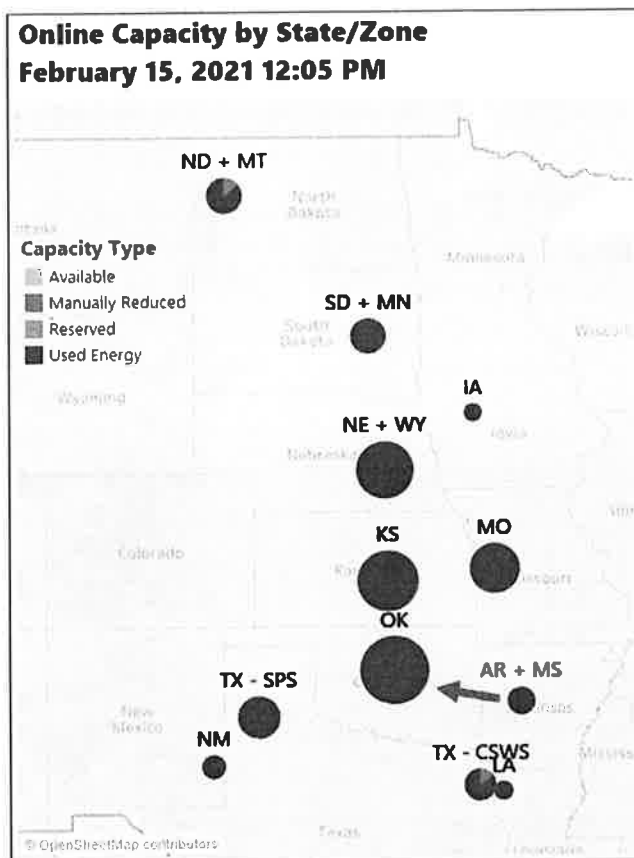 Online Capacity by State/Zone
February 15, 2021 12:05 PM
ND + MT
North
Dakota
Capacity Type
Available
Manually Reduced
Reserved
Used Energy
Minnesota
SD + MN
South
Dakota
Wyoming
IA
Iowa
NE + WY
Nebraska
KS
MO
Colorado
OK
AR + MS
TX - SPS
New
Mexico
NM
TX - CSWS
LA
Texas
© OpenStreetMap contributors